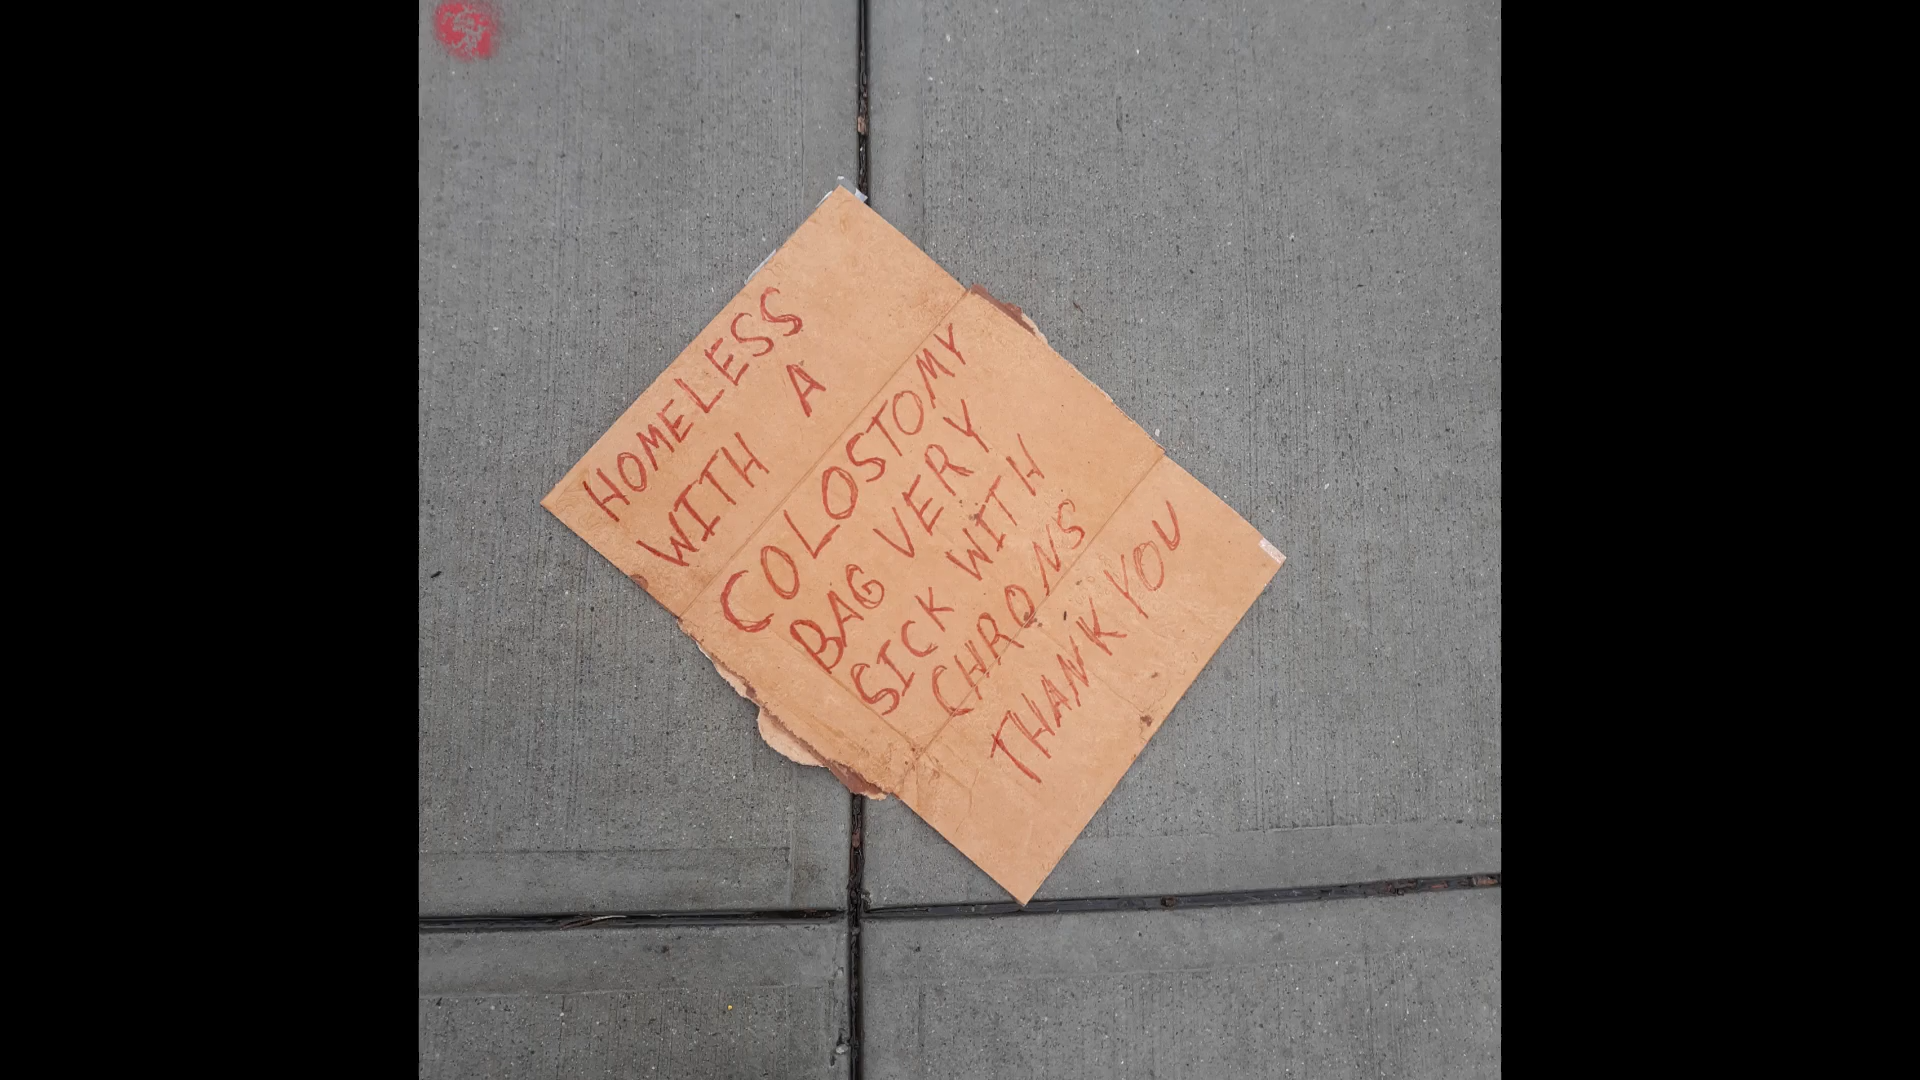 HOMELESS
WITH A
COLOSTOMY
BAG VERY
SICK WITH
CHRONS
THANK YOU